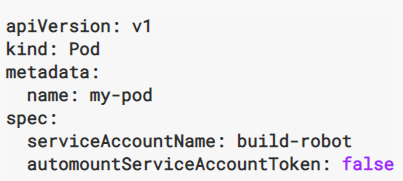 apiVersion: v1
kind: Pod
metadata:
  name: my-pod
spec:
  serviceAccountName: build-robot
  automountServiceAccountToken: false